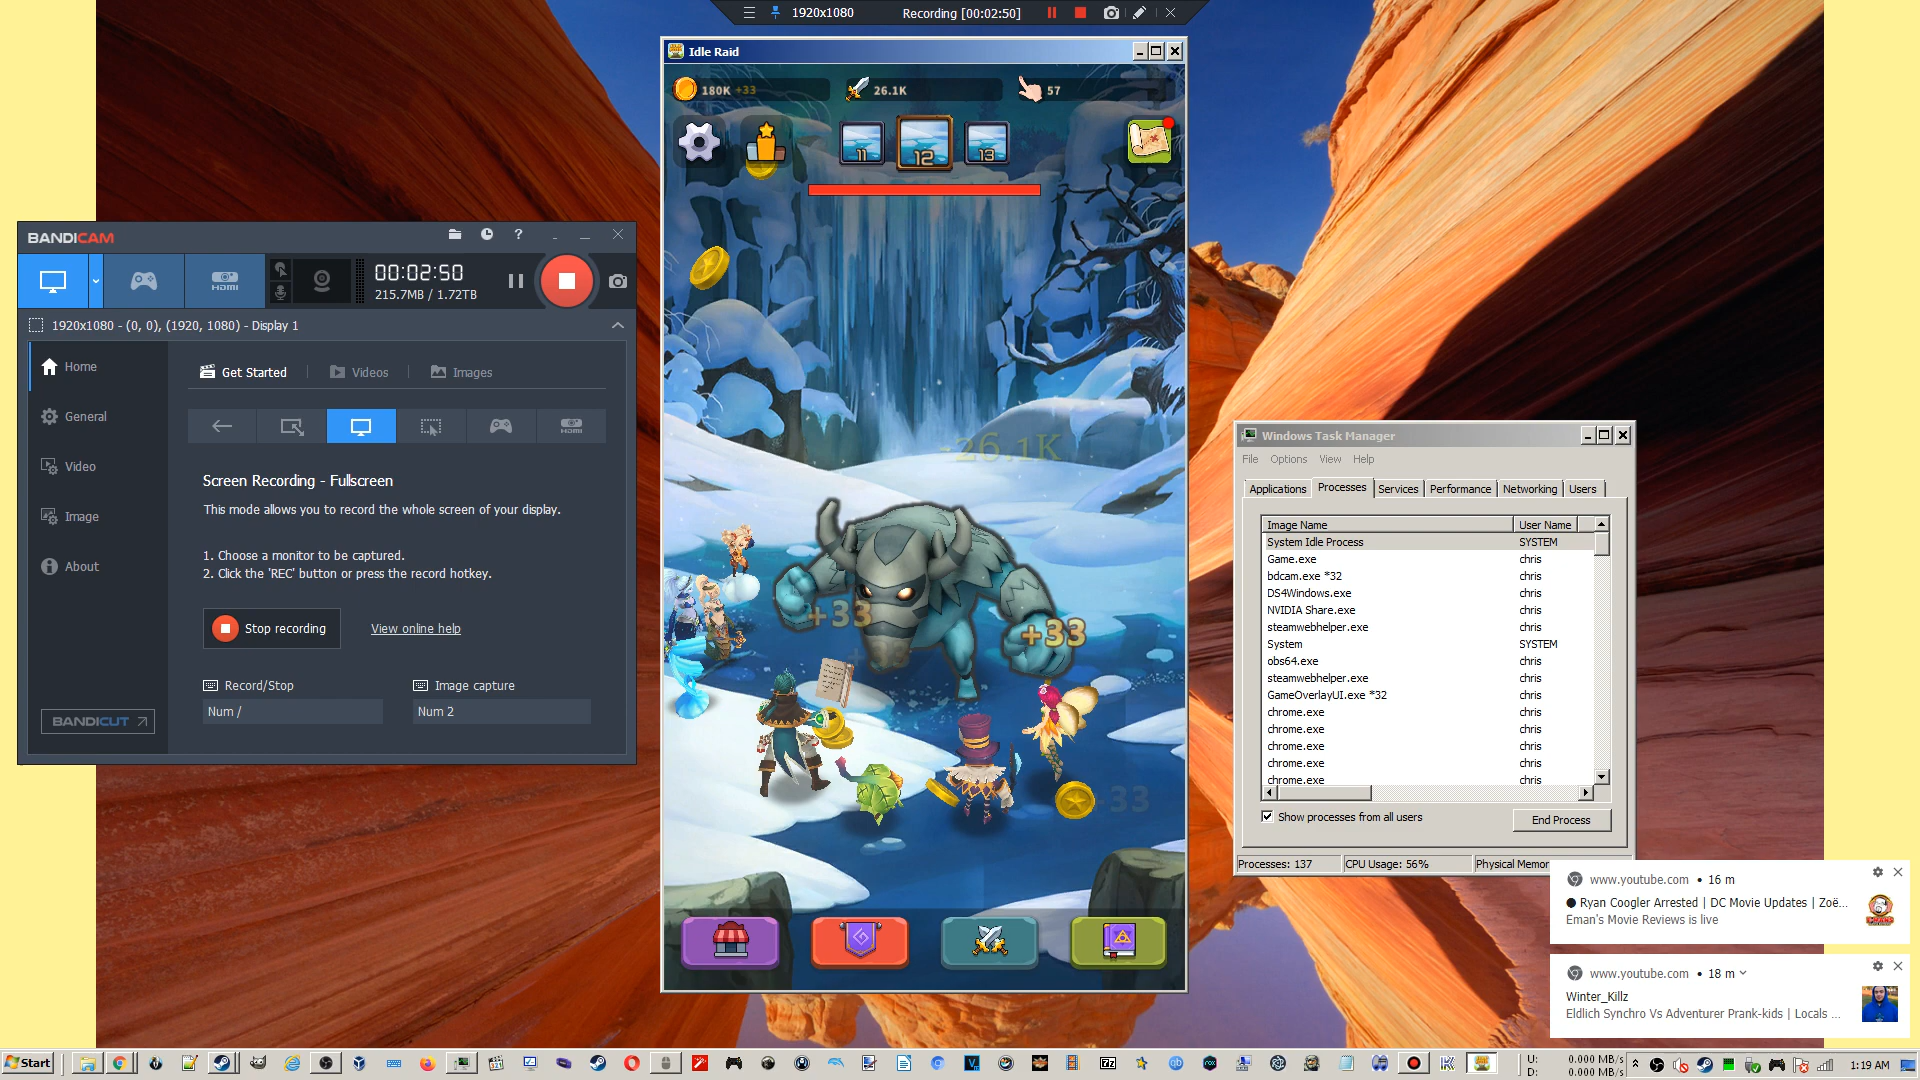 1920x1080
Recording [00:02:50]
Idle Raid
180K +33
26.1K
57
11
12
13
-26.1K
+33
+33
33
BANDICAM
?
HDMI
00:02:50
215.7MB / 1.72TB
1920x1080 - (0, 0), (1920, 1080) - Display 1
Home
General
Video
Image
About
BANDICUT
Get Started
Videos
Images
HDMI
Screen Recording - Fullscreen
This mode allows you to record the whole screen of your display.
1. Choose a monitor to be captured.
2. Click the 'REC' button or press the record hotkey.
Stop recording
View online help
Record/Stop
Image capture
Num /
Num 2
Windows Task Manager
File Options View Help
Applications Processes Services Performance Networking Users
Image Name User Name
System Idle Process SYSTEM
Game.exe chris
bdcam.exe *32 chris
DS4Windows.exe chris
NVIDIA Share.exe chris
steamwebhelper.exe chris
System SYSTEM
obs64.exe chris
steamwebhelper.exe chris
GameOverlayUI.exe *32 chris
chrome.exe chris
chrome.exe chris
chrome.exe chris
chrome.exe chris
chrome.exe chris
Show processes from all users
End Process
Processes: 137
CPU Usage: 56%
Physical Memor
www.youtube.com • 16 m
Ryan Coogler Arrested | DC Movie Updates | Zoë...
Eman's Movie Reviews is live
www.youtube.com • 18 m
Winter_Killz
Eldlich Synchro Vs Adventurer Prank-kids | Locals ...
Start
U: 0.000 MB/s
D: 0.000 MB/s
1:19 AM